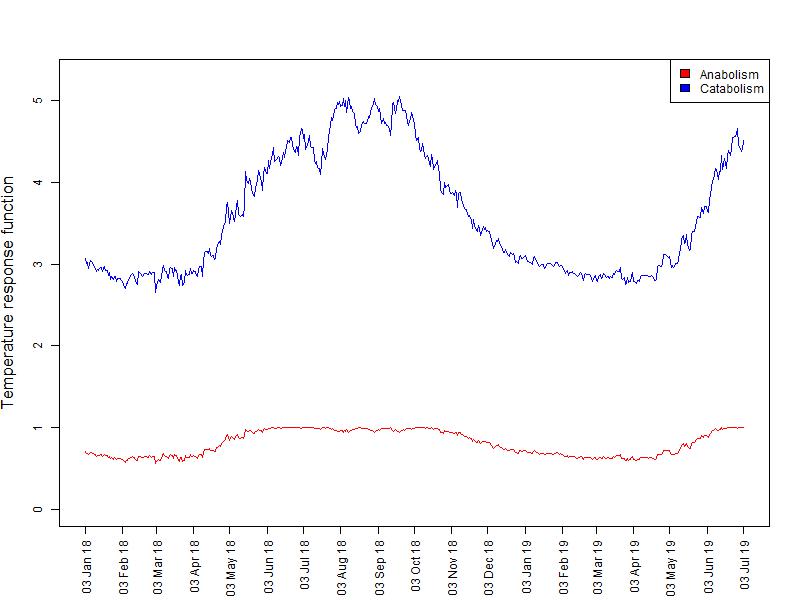 Anabolism
Catabolism
Temperature response function
5
4
3
2
1
0
03 Jan 18
03 Feb 18
03 Mar 18
03 Apr 18
03 May 18
03 Jun 18
03 Jul 18
03 Aug 18
03 Sep 18
03 Oct 18
03 Nov 18
03 Dec 18
03 Jan 19
03 Feb 19
03 Mar 19
03 Apr 19
03 May 19
03 Jun 19
03 Jul 19